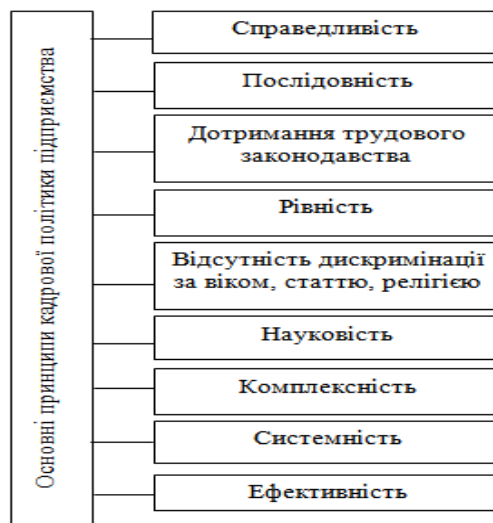 Основні принципи кадрової політики підприємства
Справедливість
Послідовність
Дотримання трудового
законодавства
Рівність
Відсутність дискримінації
за віком, статтю, релігією
Науковість
Комплексність
Системність
Ефективність